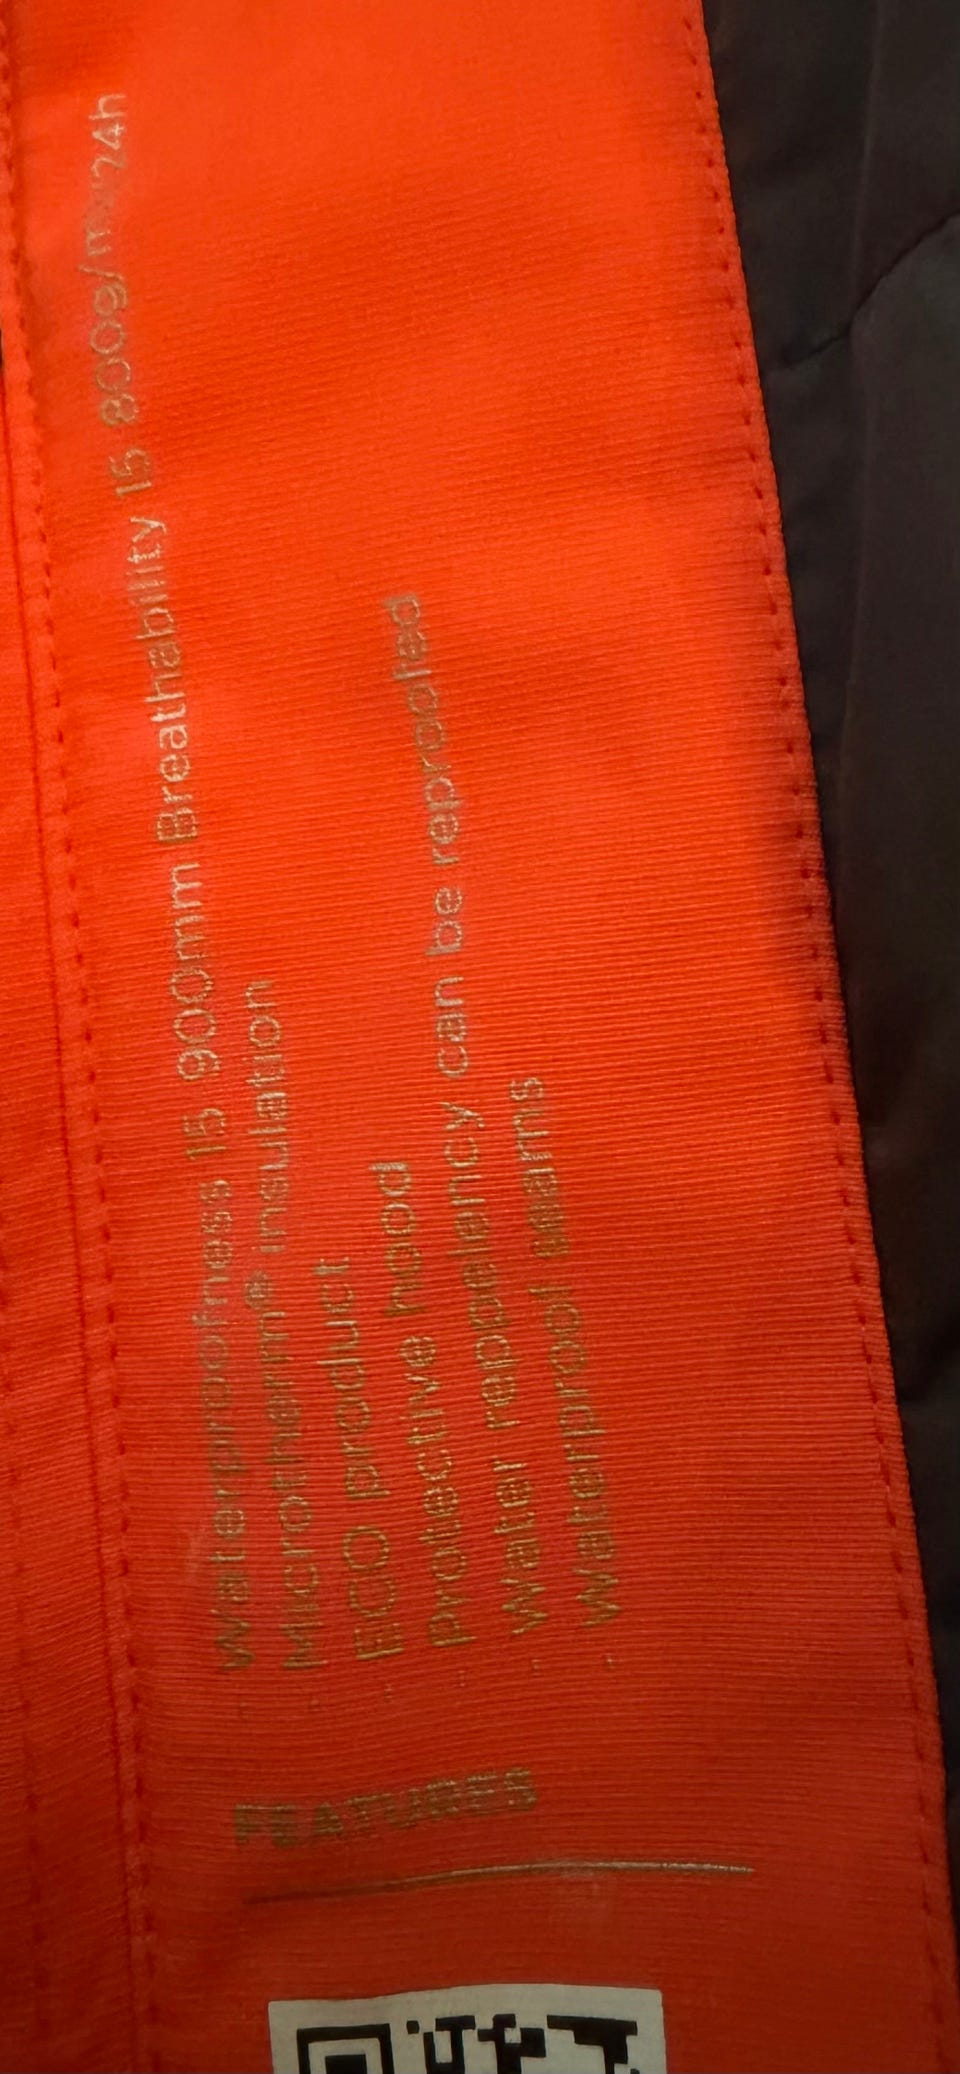 FEATURES
- Waterproofness 15 900mm Breathability 15 800g/m²/24h
- Microtherm® insulation
- ECO product
- Protective hood
- Water reppelency can be reproofed
- Waterproof seams